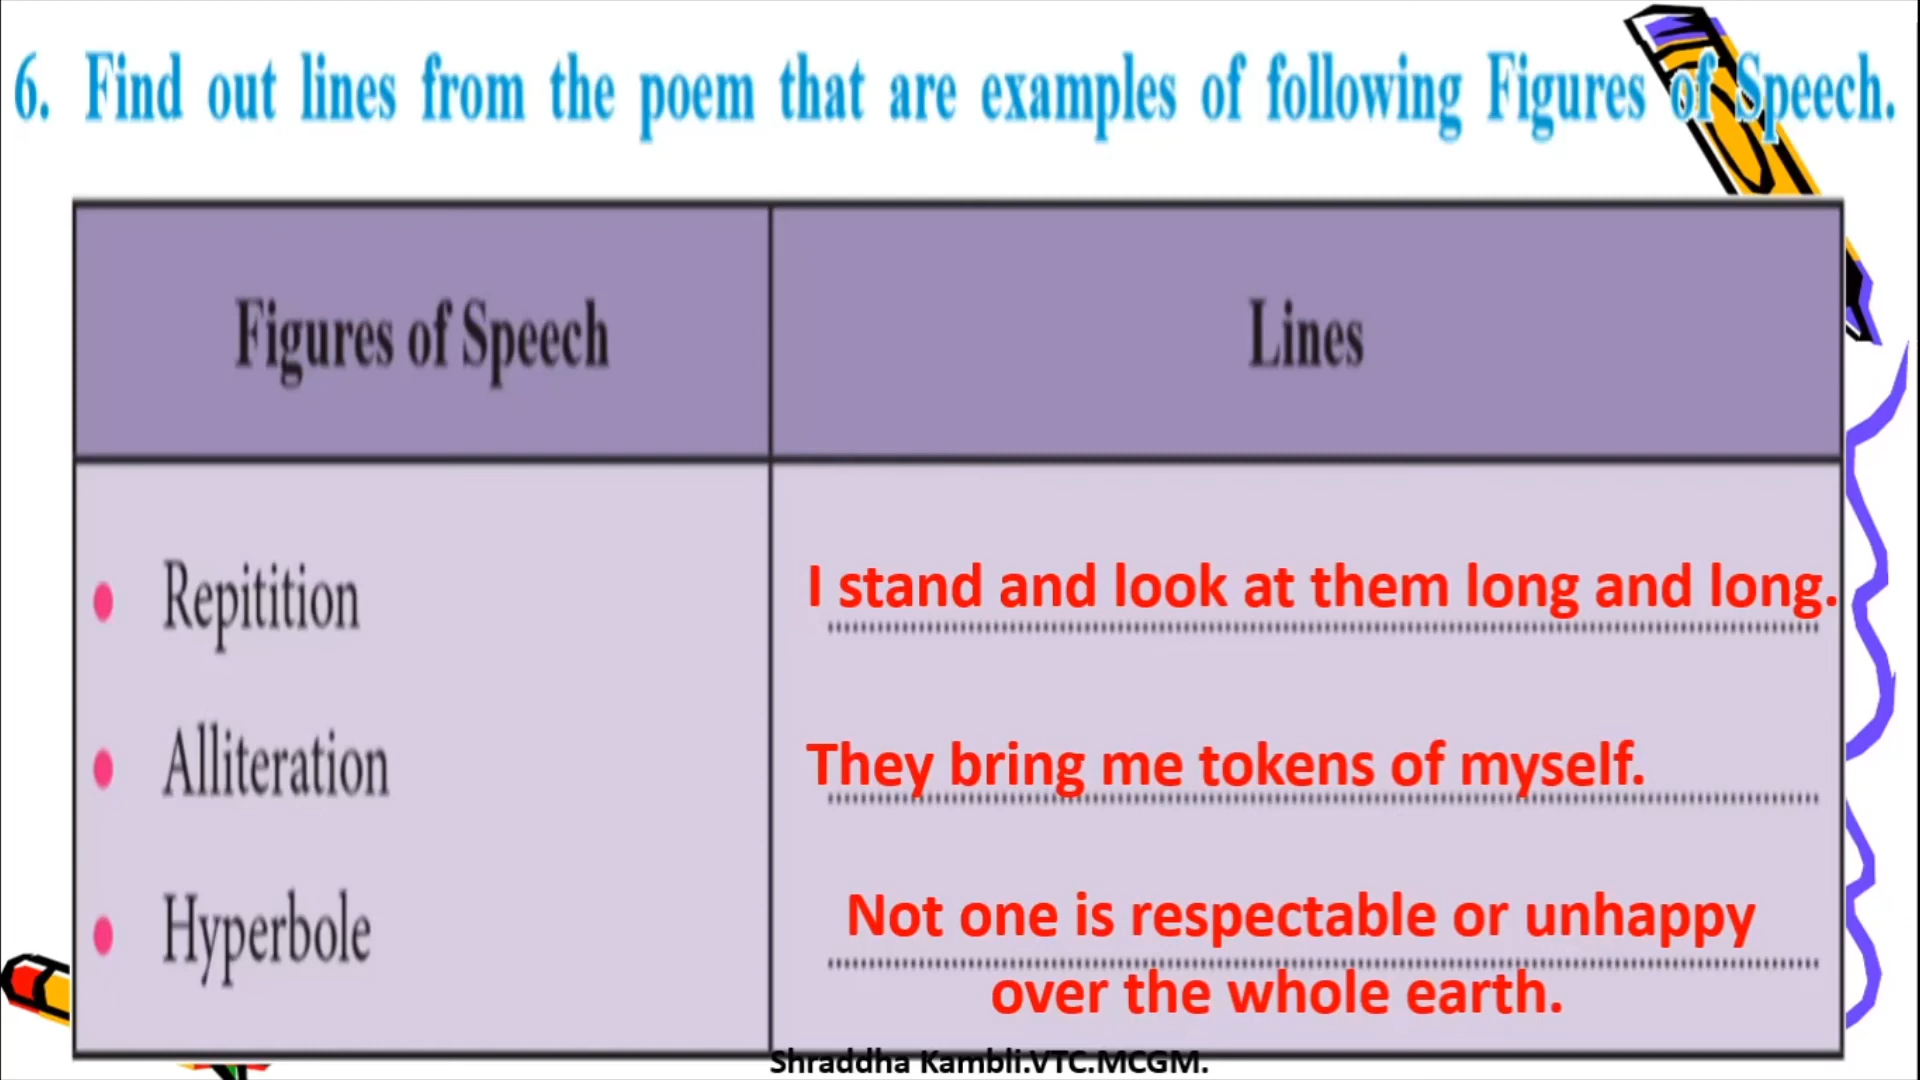 6. Find out lines from the poem that are examples of following Figures of Speech.
Figures of Speech
Lines
• Repitition
I stand and look at them long and long.
• Alliteration
They bring me tokens of myself.
• Hyperbole
Not one is respectable or unhappy
over the whole earth.
Shraddha Kambli.VTC.MCGM.